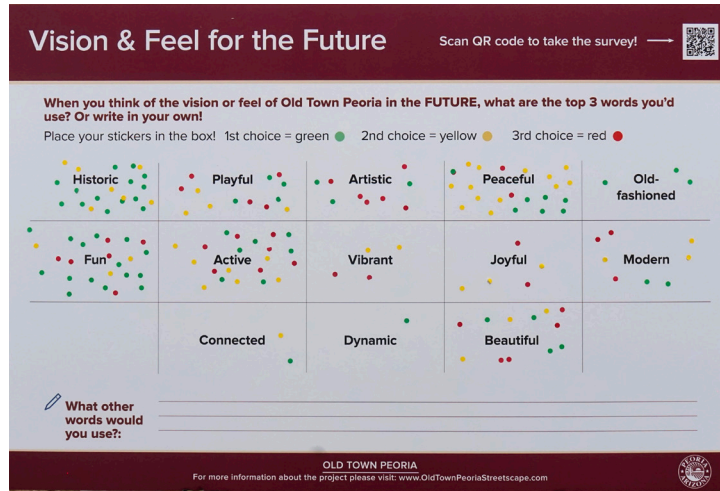 Vision & Feel for the Future
Scan QR code to take the survey!
When you think of the vision or feel of Old Town Peoria in the FUTURE, what are the top 3 words you'd
use? Or write in your own!
Place your stickers in the box! 1st choice = green 2nd choice = yellow 3rd choice = red
Historic
Playful
Artistic
Peaceful
Old-
fashioned
Fun
Active
Vibrant
Joyful
Modern
Connected
Dynamic
Beautiful
What other
words would
you use?:
OLD TOWN PEORIA
For more information about the project please visit: www.OldTownPeoriaStreetscape.com
PEORIA
ARIZONA